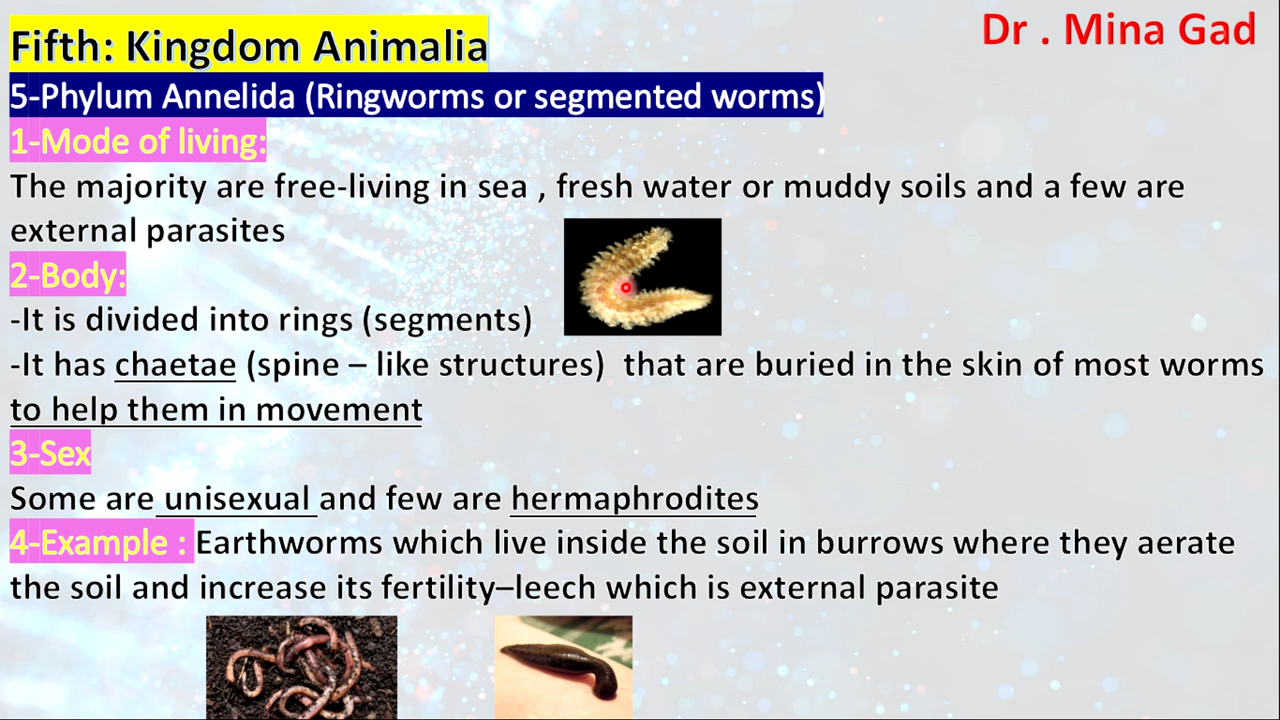 Dr . Mina Gad
Fifth: Kingdom Animalia
5-Phylum Annelida (Ringworms or segmented worms)
1-Mode of living:
The majority are free-living in sea , fresh water or muddy soils and a few are
external parasites
2-Body:
-It is divided into rings (segments)
-It has chaetae (spine – like structures)  that are buried in the skin of most worms
to help them in movement
3-Sex
Some are unisexual and few are hermaphrodites
4-Example : Earthworms which live inside the soil in burrows where they aerate
the soil and increase its fertility–leech which is external parasite